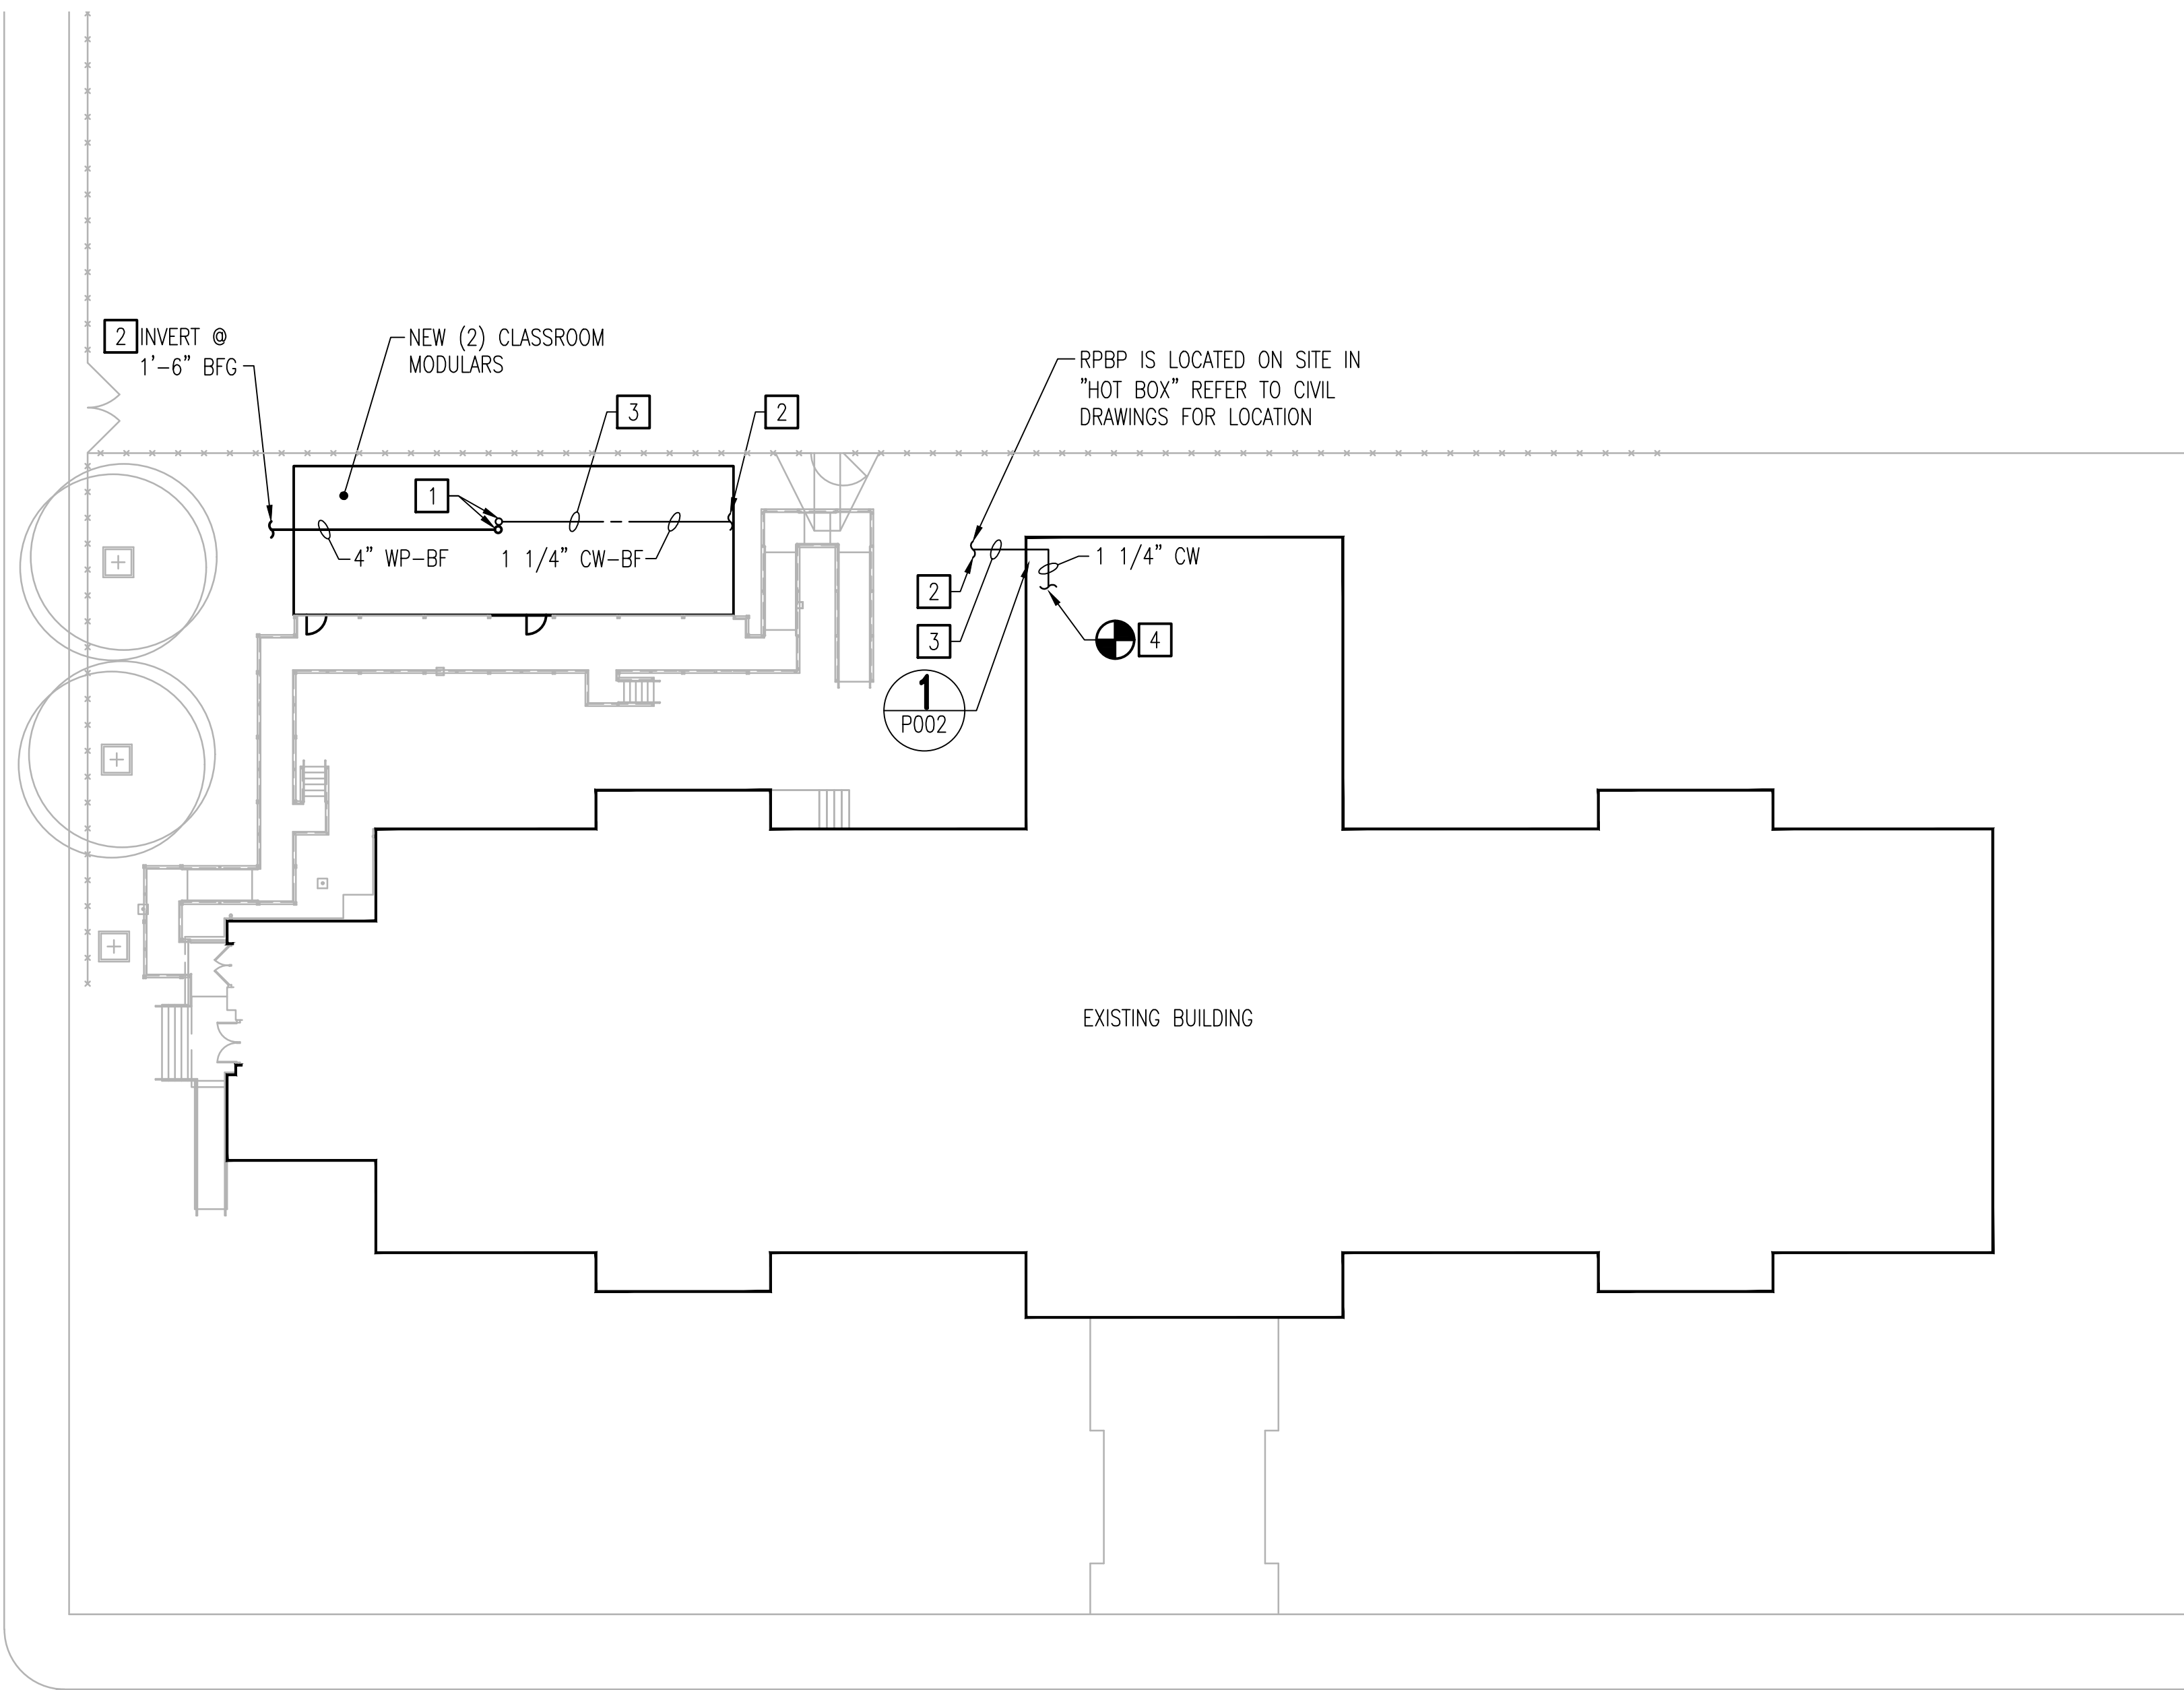 2 INVERT @
1'-6" BFG
NEW (2) CLASSROOM
MODULARS
3
2
RPBP IS LOCATED ON SITE IN
"HOT BOX" REFER TO CIVIL
DRAWINGS FOR LOCATION
1
4" WP-BF
1 1/4" CW-BF
1 1/4" CW
2
3
4
1
P002
EXISTING BUILDING